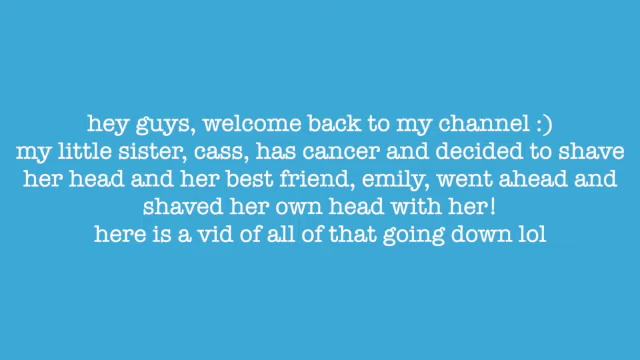 hey guys, welcome back to my channel :)
my little sister, cass, has cancer and decided to shave
her head and her best friend, emily, went ahead and
shaved her own head with her!
here is a vid of all of that going down lol